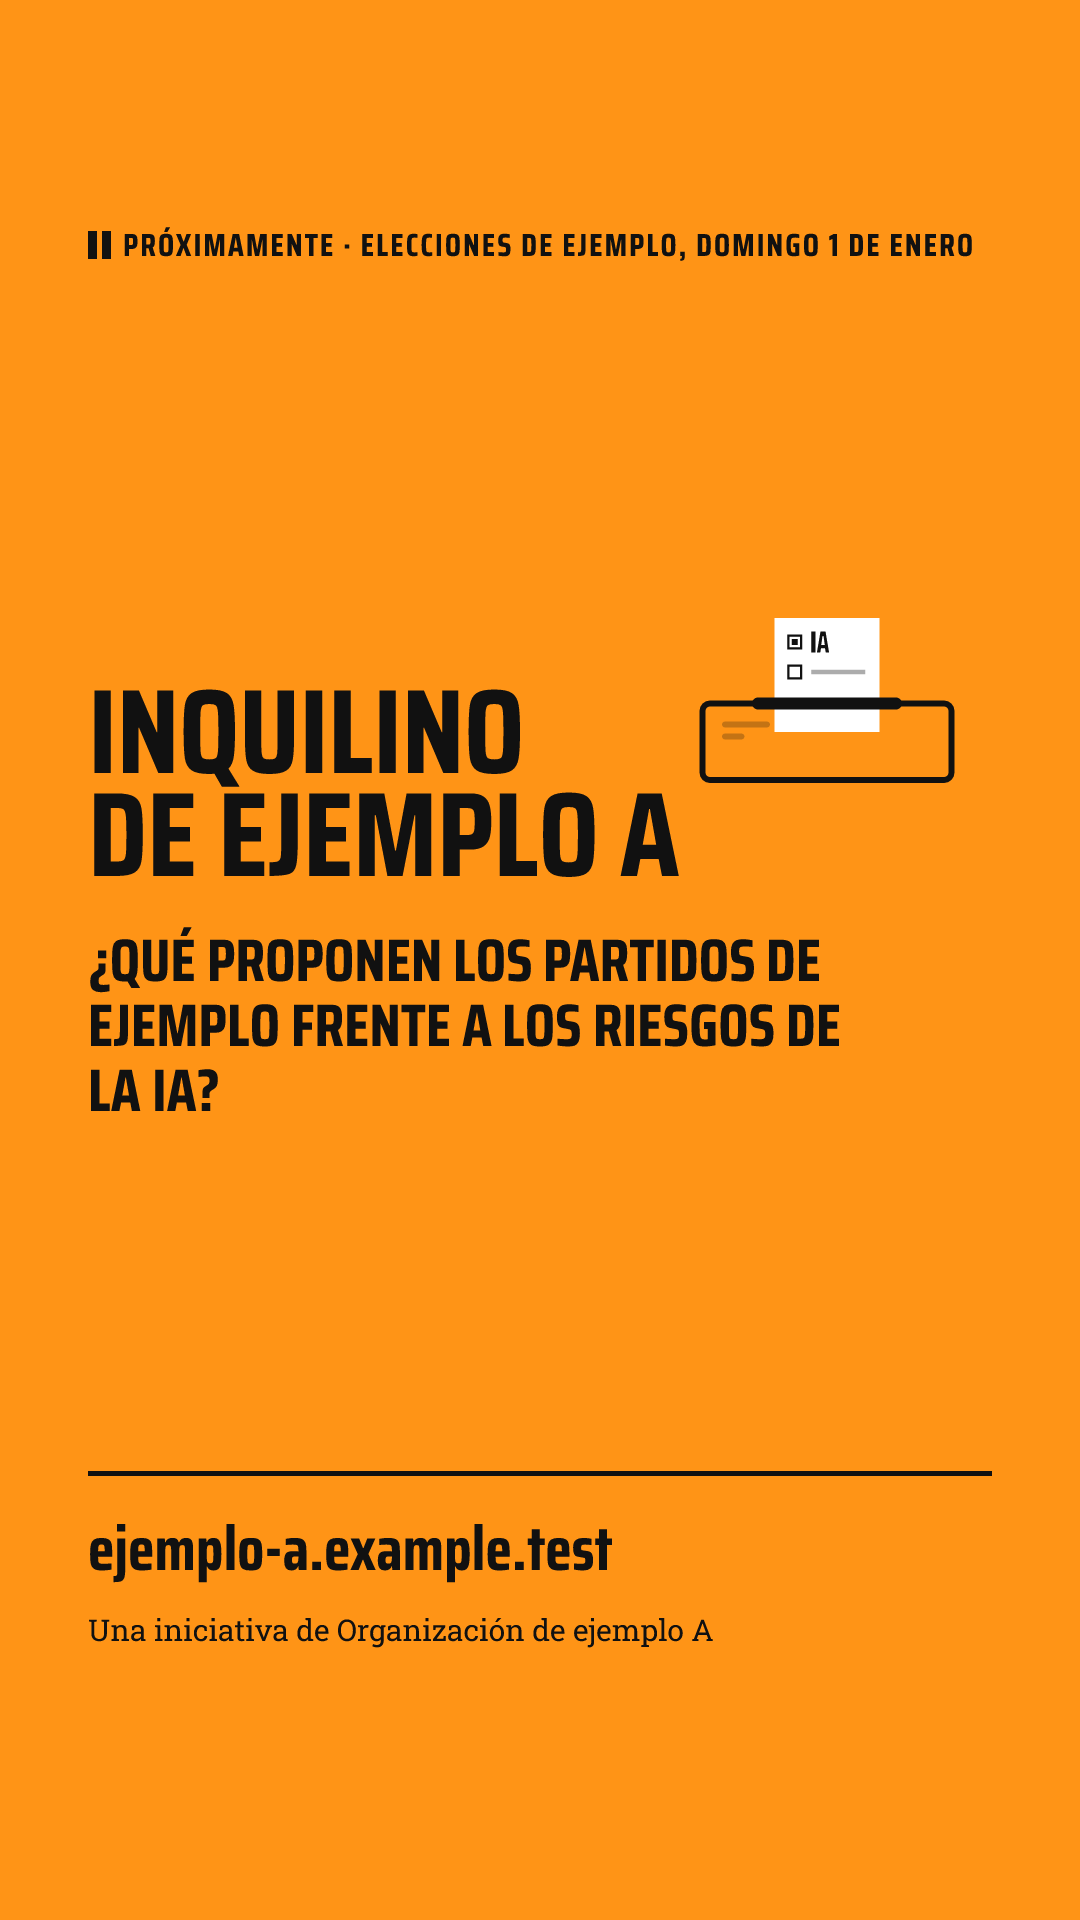 PRÓXIMAMENTE · ELECCIONES DE EJEMPLO, DOMINGO 1 DE ENERO
IA
INQUILINO
DE EJEMPLO A
¿QUÉ PROPONEN LOS PARTIDOS DE
EJEMPLO FRENTE A LOS RIESGOS DE
LA IA?
ejemplo-a.example.test
Una iniciativa de Organización de ejemplo A